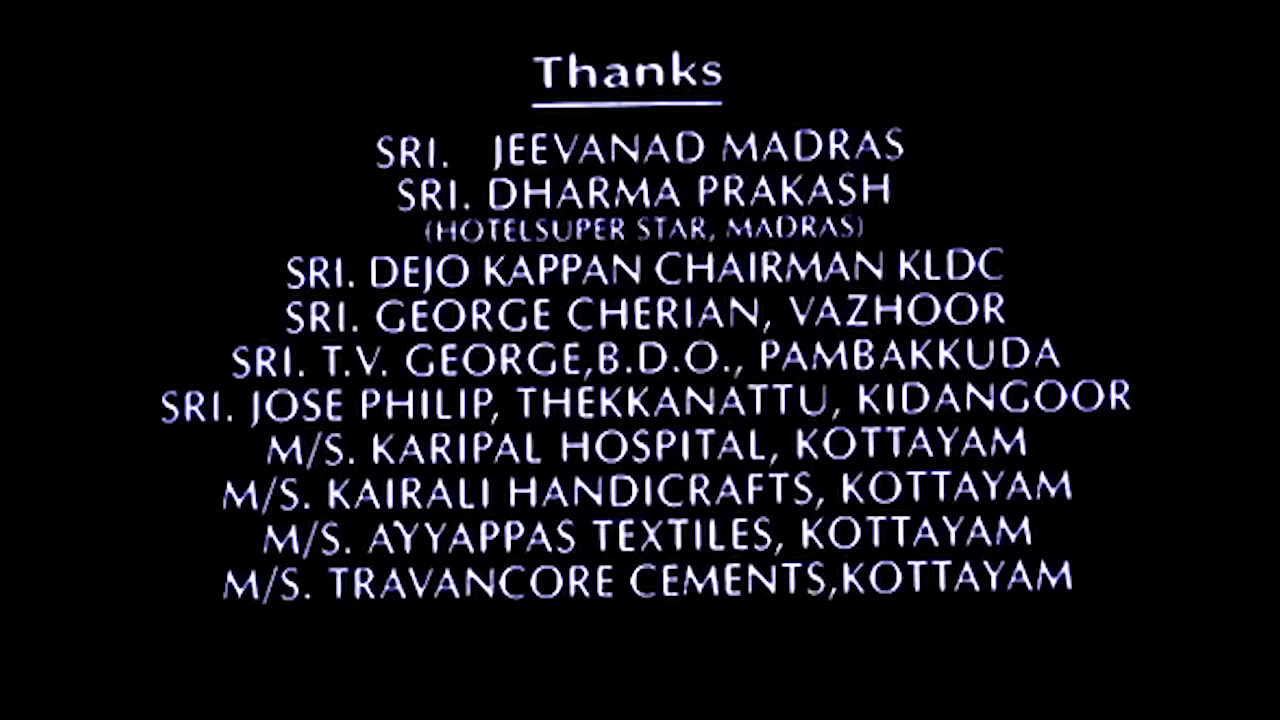 Thanks
SRI. JEEVANAD MADRAS
SRI. DHARMA PRAKASH
(HOTELSUPER STAR, MADRAS)
SRI. DEJO KAPPAN CHAIRMAN KLDC
SRI. GEORGE CHERIAN, VAZHOOR
SRI. T.V. GEORGE,B.D.O., PAMBAKKUDA
SRI. JOSE PHILIP, THEKKANATTU, KIDANGOOR
M/S. KARIPAL HOSPITAL, KOTTAYAM
M/S. KAIRALI HANDICRAFTS, KOTTAYAM
M/S. AYYAPPAS TEXTILES, KOTTAYAM
M/S. TRAVANCORE CEMENTS,KOTTAYAM